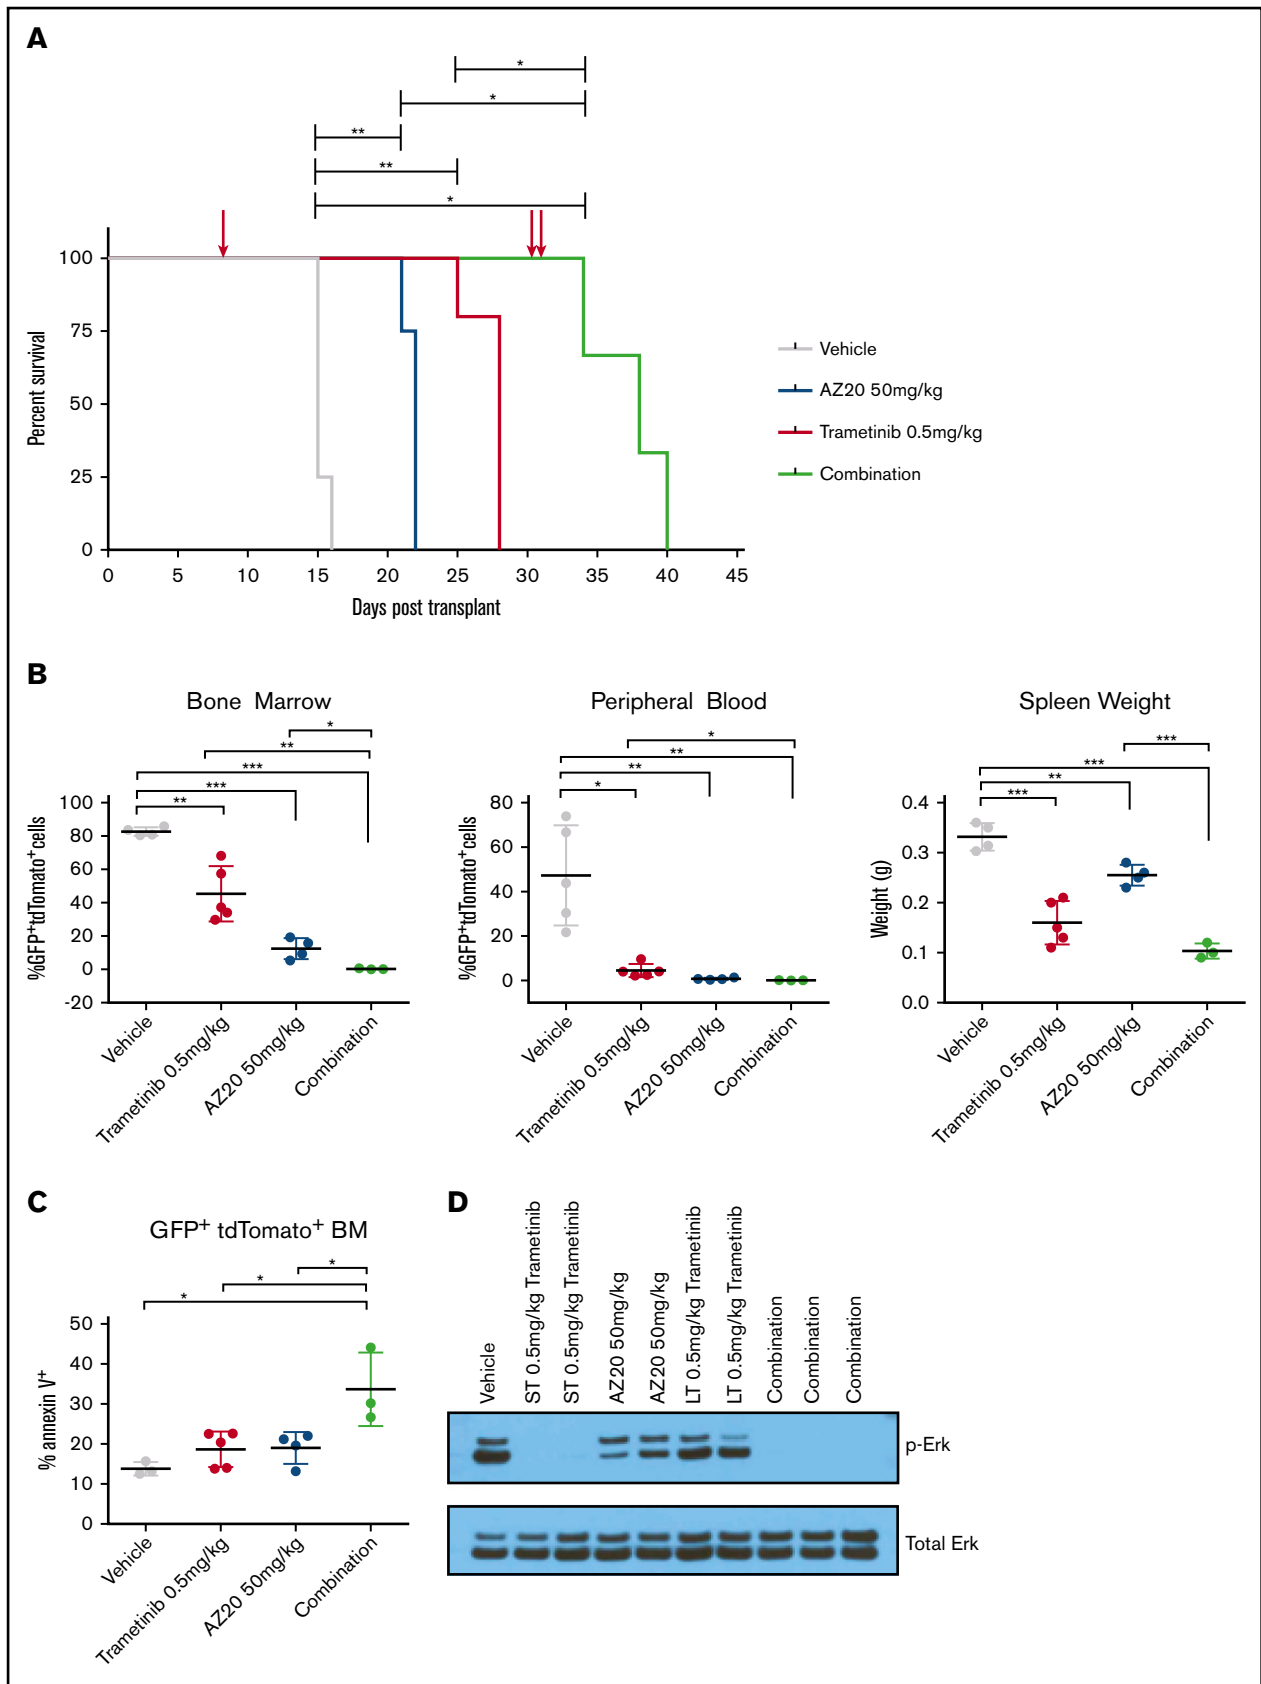 A
*
*
**
**
*
100
75
50
25
0
Percent survival
0 5 10 15 20 25 30 35 40 45
Days post transplant
Vehicle
AZ20 50mg/kg
Trametinib 0.5mg/kg
Combination
B
Bone Marrow
*
**
***
***
**
100
80
60
40
20
0
-20
%GFP+tdTomato+cells
Vehicle
Trametinib 0.5mg/kg
AZ20 50mg/kg
Combination
Peripheral Blood
*
**
**
*
80
60
40
20
0
%GFP+tdTomato+cells
Vehicle
Trametinib 0.5mg/kg
AZ20 50mg/kg
Combination
Spleen Weight
***
***
**
***
0.4
0.3
0.2
0.1
0.0
Weight (g)
Vehicle
Trametinib 0.5mg/kg
AZ20 50mg/kg
Combination
C
GFP+ tdTomato+ BM
*
*
*
50
40
30
20
10
0
% annexin V+
Vehicle
Trametinib 0.5mg/kg
AZ20 50mg/kg
Combination
D
Vehicle
ST 0.5mg/kg Trametinib
ST 0.5mg/kg Trametinib
AZ20 50mg/kg
AZ20 50mg/kg
LT 0.5mg/kg Trametinib
LT 0.5mg/kg Trametinib
Combination
Combination
Combination
p-Erk
Total Erk